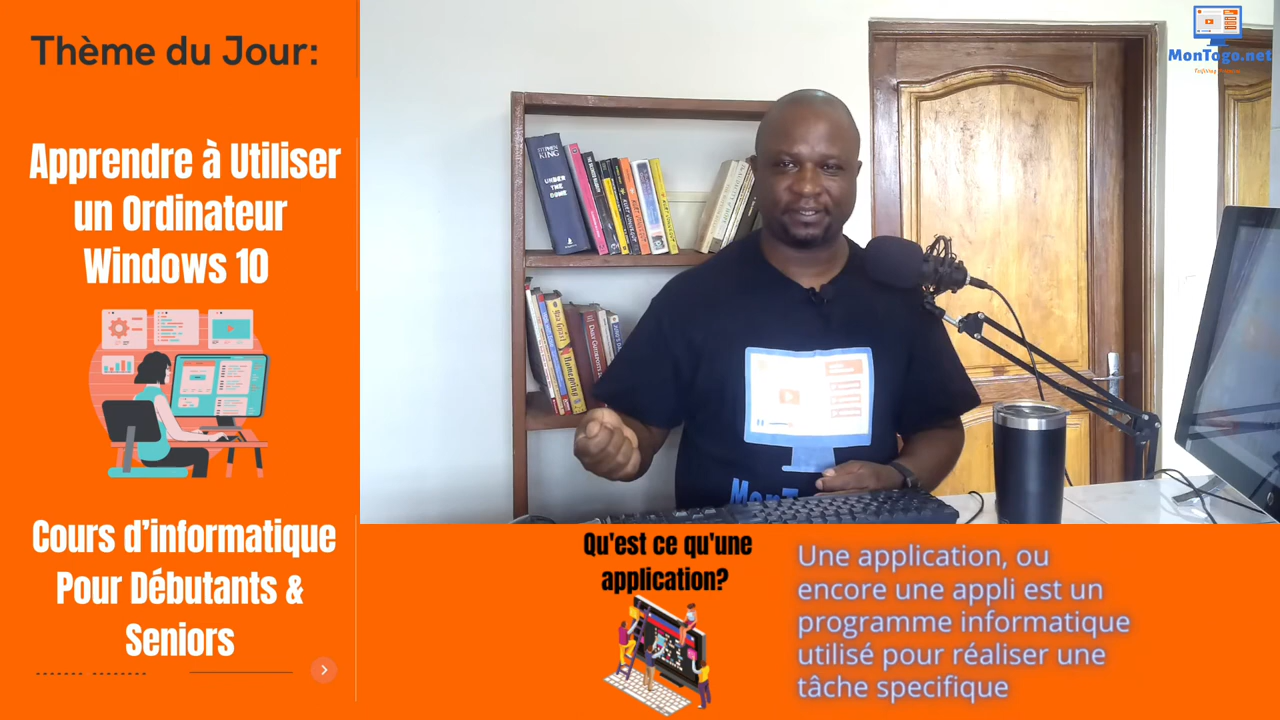 Thème du Jour:
Apprendre à Utiliser
un Ordinateur
Windows 10
Cours d’informatique
Pour Débutants &
Seniors
MonTogo.net
STEPHEN
KING
UNDER
THE
DOME
Qu'est ce qu'une
application?
Une application, ou
encore une appli est un
programme informatique
utilisé pour réaliser une
tâche specifique